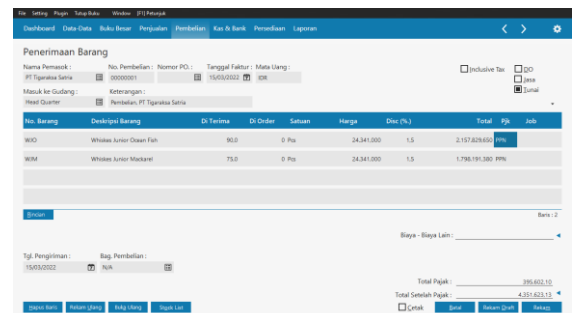 File Setting Plugin Tutup Buku Window [F1] Petunjuk
Dashboard Data-Data Buku Besar Penjualan Pembelian Kas & Bank Persediaan Laporan
Penerimaan Barang
Nama Pemasok : No. Pembelian : Nomor PO. : Tanggal Faktur : Mata Uang :
PT Tigaraksa Satria 00000001 15/03/2022 IDR
Inclusive Tax DO
Jasa
Tunai
Masuk ke Gudang : Keterangan :
Head Quarter Pembelian, PT Tigaraksa Satria
No. Barang Deskripsi Barang Di Terima Di Order Satuan Harga Disc (%.) Total Pjk Job
WJO Whiskes Junior Ocean Fish 90.0 0 Pcs 24.341.000 1.5 2.157.829.650 PPN
WJM Whiskes Junior Mackarel 75.0 0 Pcs 24.341.000 1.5 1.798.191.380 PPN
Rincian Baris : 2
Biaya - Biaya Lain :
Tgl. Pengiriman : Bag. Pembelian :
15/03/2022 N/A
Total Pajak : 395.602.10
Total Setelah Pajak : 4.351.623.13
Hapus Baris Rekam Ulang Buku Ulang Stock List Cetak Batal Rekam Draft Rekam